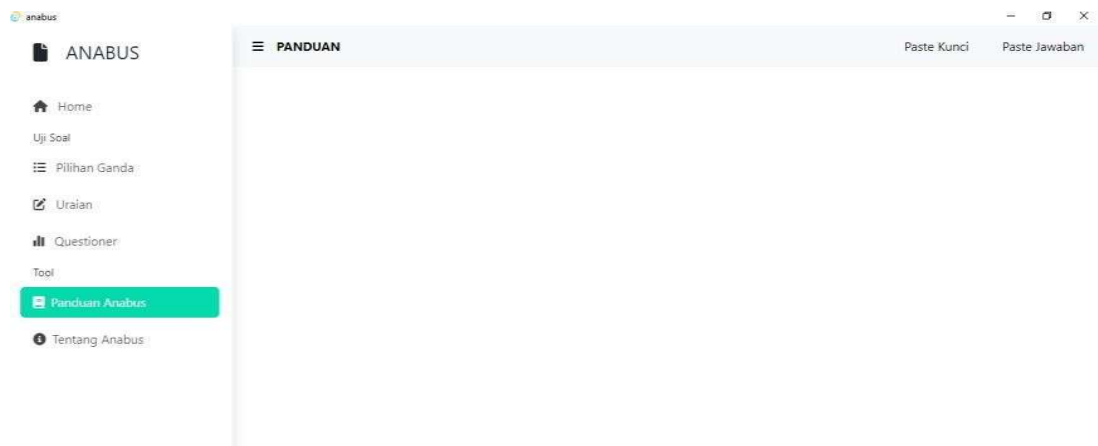 anabus
ANABUS
PANDUAN
Paste Kunci
Paste Jawaban
Home
Uji Soal
Pilihan Ganda
Uraian
Questioner
Tool
Panduan Anabus
Tentang Anabus